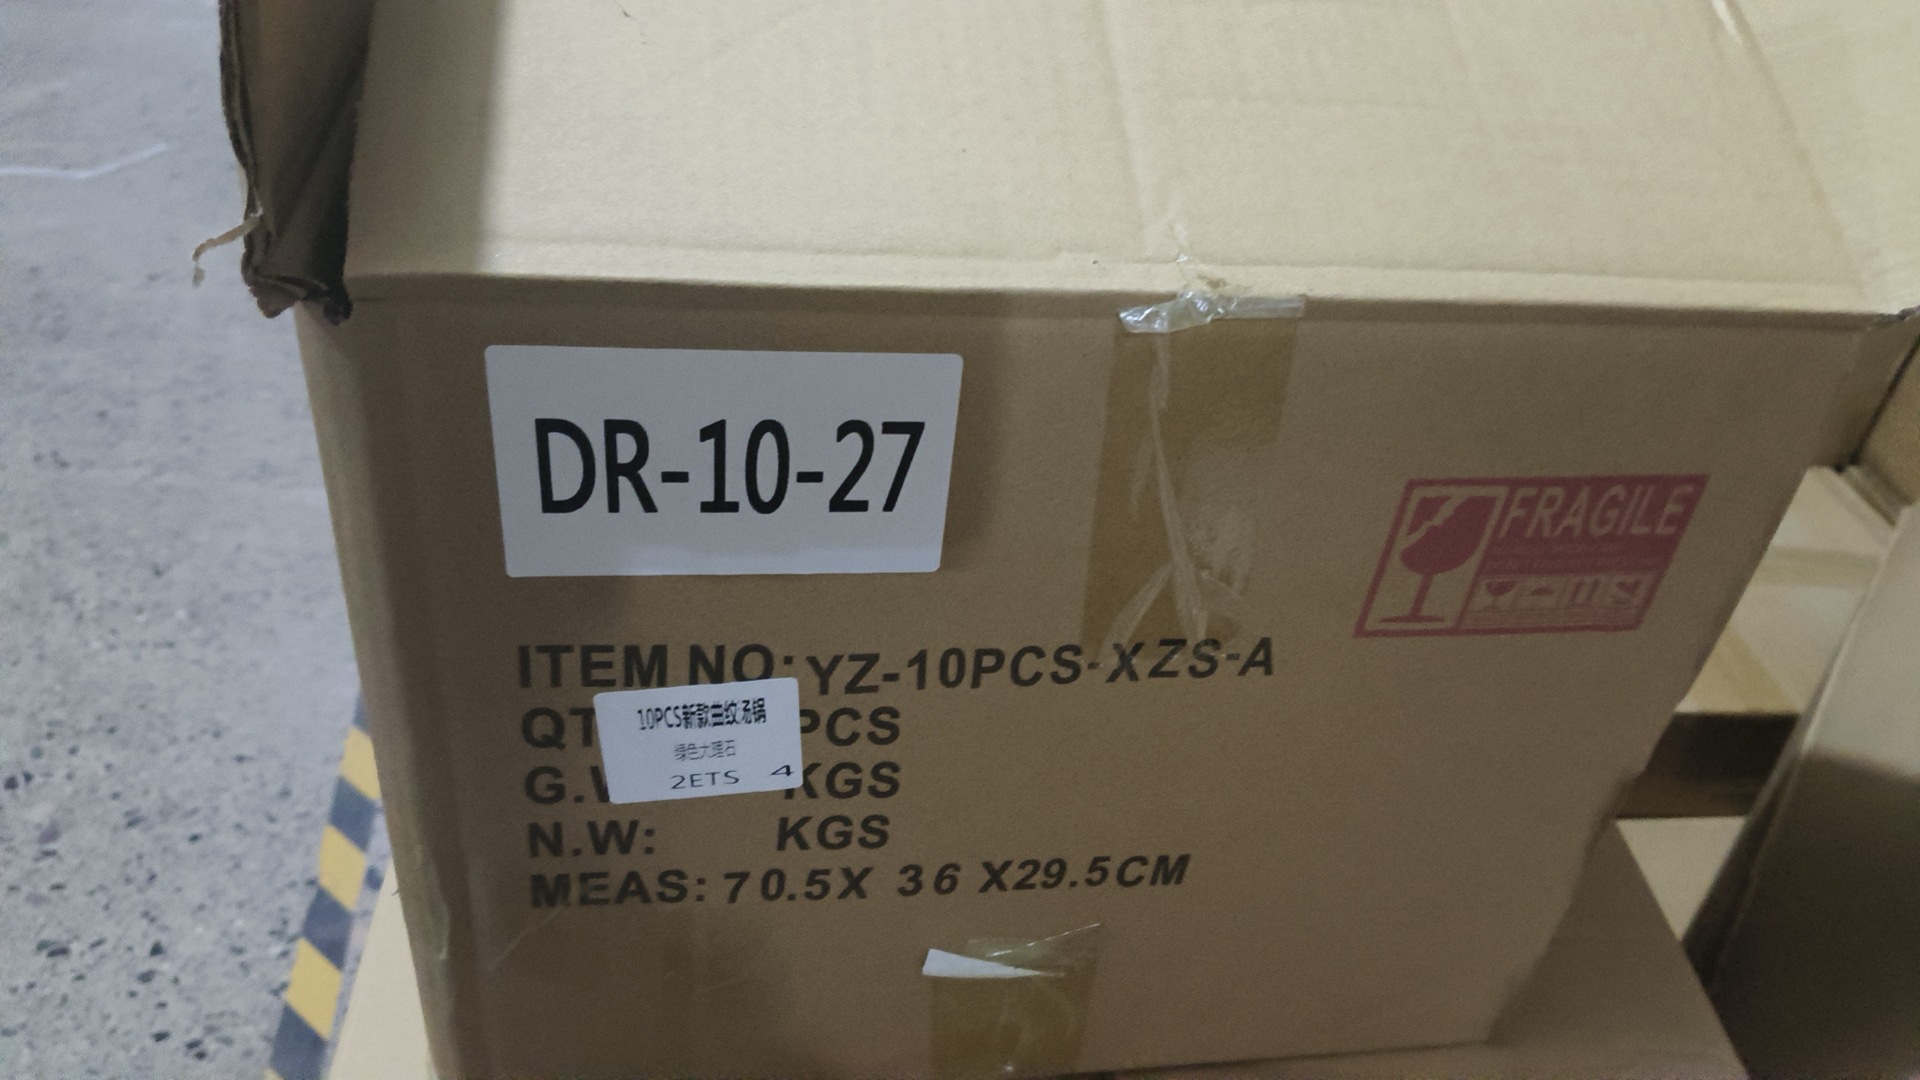 DR-10-27
FRAGILE
ITEM NO: YZ-10PCS-XZS-A
10PCS新款曲纹汤锅
绿色大理石
2ETS 4
QT PCS
G.W KGS
N.W: KGS
MEAS: 70.5X 36 X29.5CM